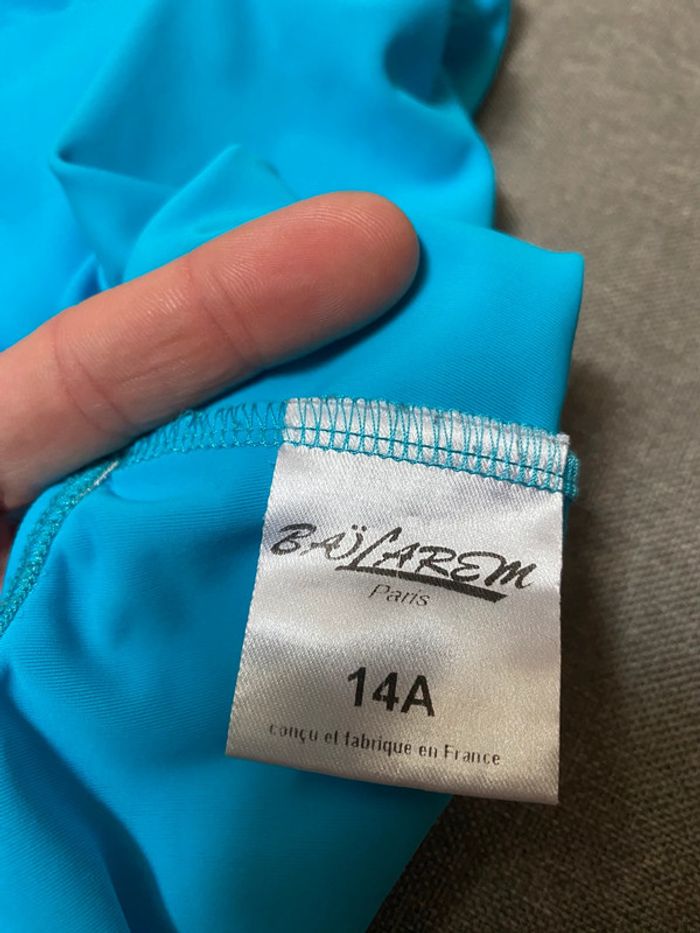 BAÏLAREM
Paris
14A
conçu et fabriqué en France